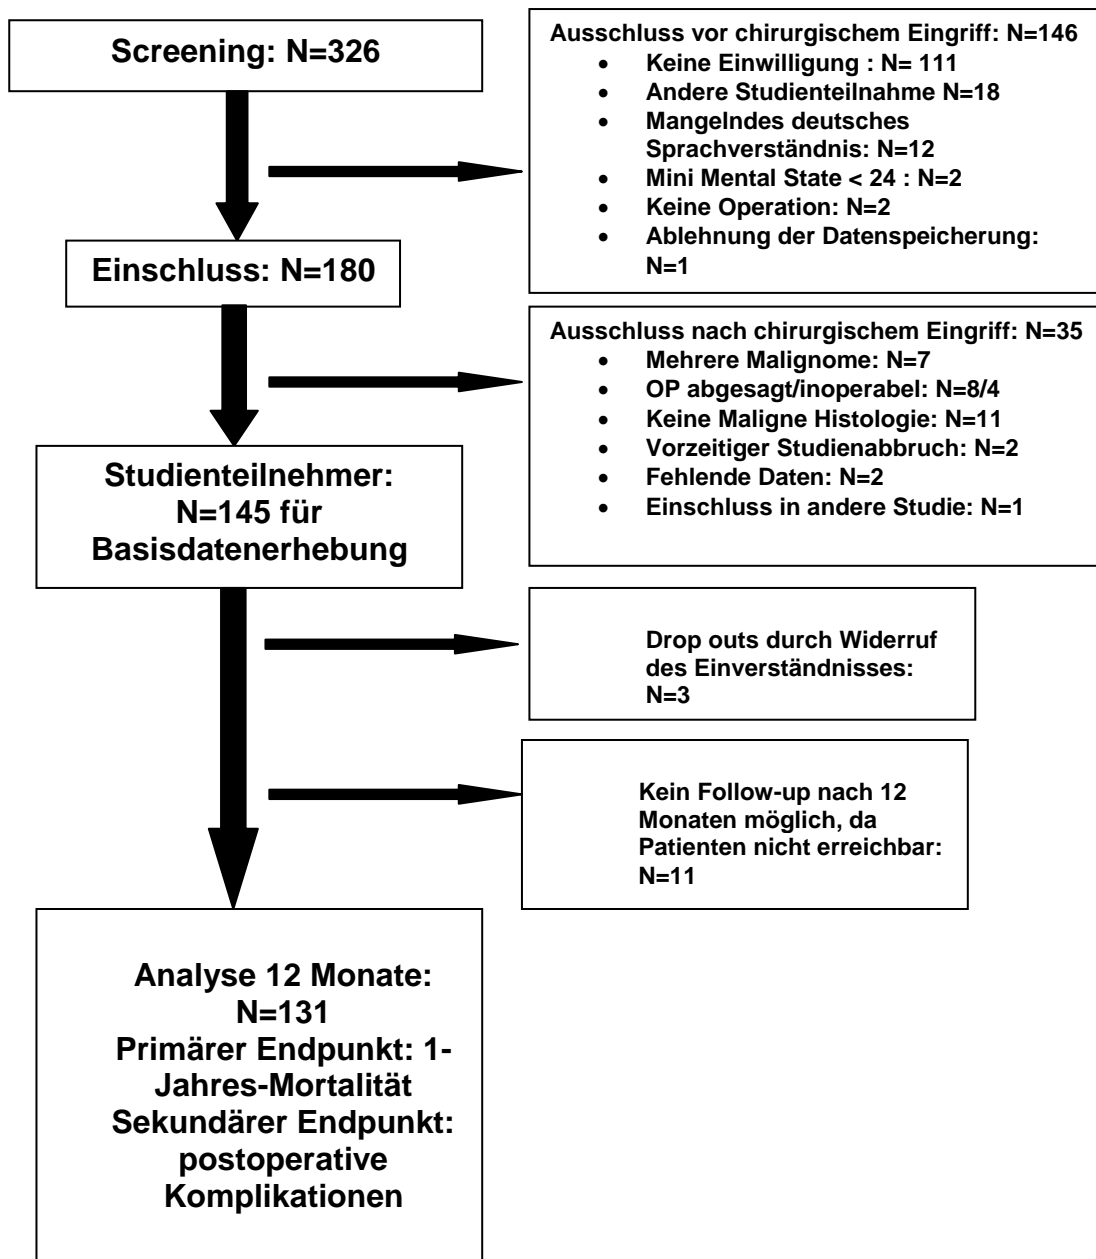 Screening: N=326
Ausschluss vor chirurgischem Eingriff: N=146
• Keine Einwilligung : N= 111
• Andere Studienteilnahme N=18
• Mangelndes deutsches
Sprachverständnis: N=12
• Mini Mental State < 24 : N=2
• Keine Operation: N=2
• Ablehnung der Datenspeicherung:
N=1
Einschluss: N=180
Ausschluss nach chirurgischem Eingriff: N=35
• Mehrere Malignome: N=7
• OP abgesagt/inoperabel: N=8/4
• Keine Maligne Histologie: N=11
• Vorzeitiger Studienabbruch: N=2
• Fehlende Daten: N=2
• Einschluss in andere Studie: N=1
Studienteilnehmer:
N=145 für
Basisdatenerhebung
Drop outs durch Widerruf
des Einverständnisses:
N=3
Kein Follow-up nach 12
Monaten möglich, da
Patienten nicht erreichbar:
N=11
Analyse 12 Monate:
N=131
Primärer Endpunkt: 1-
Jahres-Mortalität
Sekundärer Endpunkt:
postoperative
Komplikationen